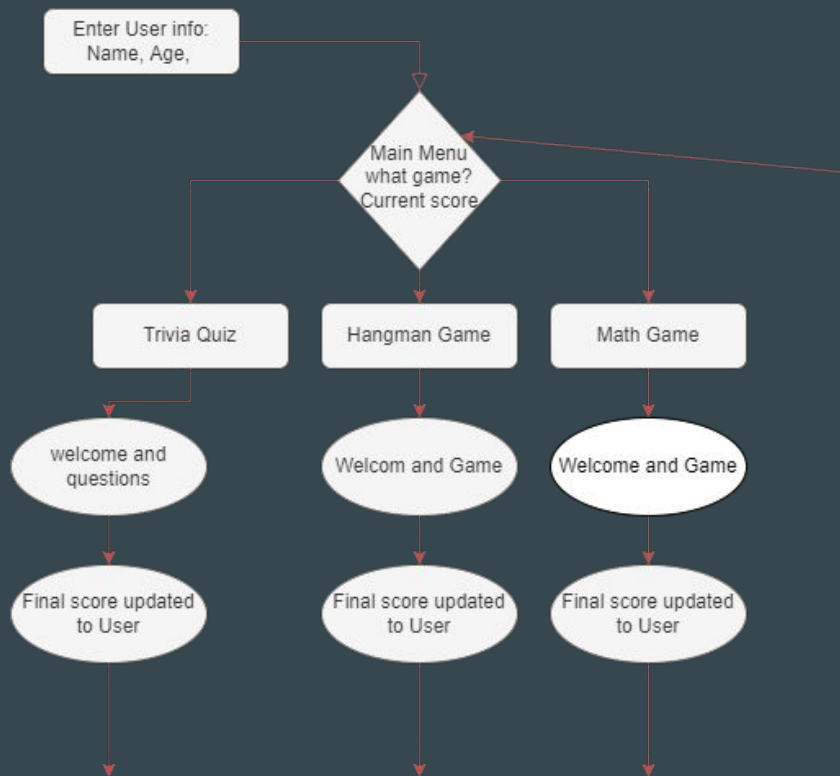 Enter User info:
Name, Age,
Main Menu
what game?
Current score
Trivia Quiz
Hangman Game
Math Game
welcome and
questions
Welcom and Game
Welcome and Game
Final score updated
to User
Final score updated
to User
Final score updated
to User